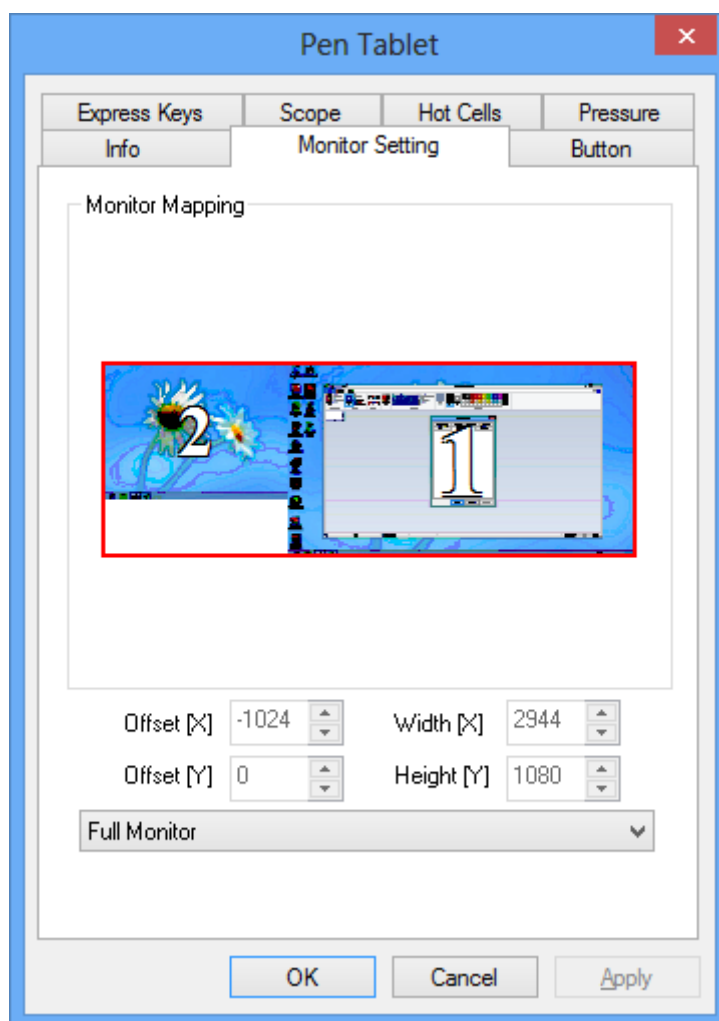 Pen Tablet
Express Keys Scope Hot Cells Pressure
Info Monitor Setting Button
Monitor Mapping
2 1
Offset [X] -1024 Width [X] 2944
Offset [Y] 0 Height [Y] 1080
Full Monitor
OK Cancel Apply